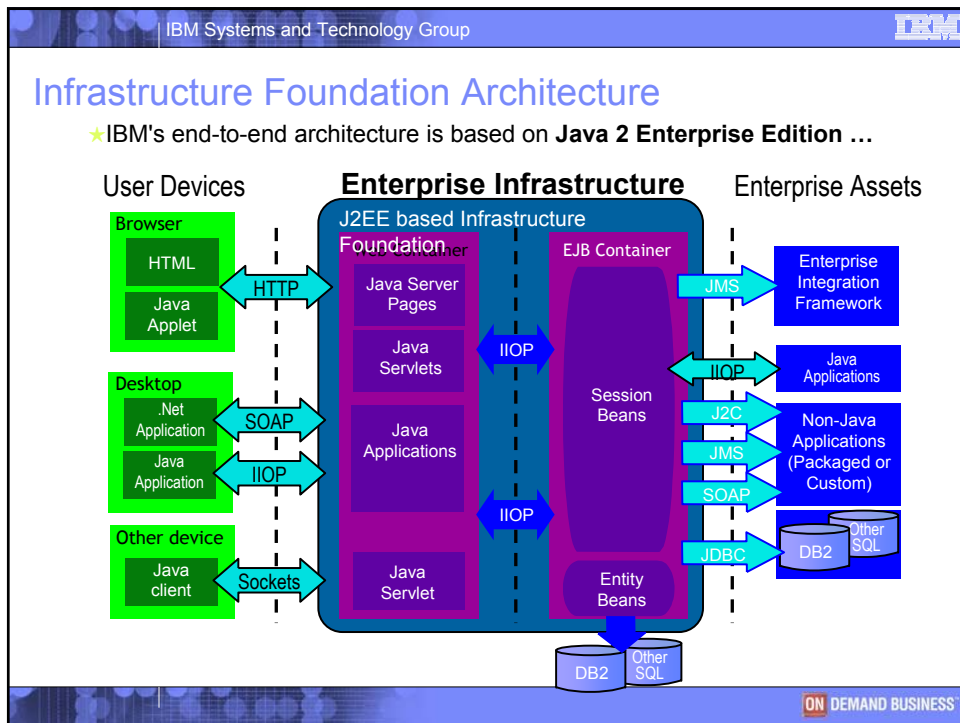 IBM Systems and Technology Group
IBM
Infrastructure Foundation Architecture
★IBM's end-to-end architecture is based on Java 2 Enterprise Edition …
User Devices
Enterprise Infrastructure
Enterprise Assets
Browser
HTML
Java
Applet
HTTP
Desktop
.Net
Application
SOAP
Java
Application
IIOP
Other device
Java
client
Sockets
J2EE based Infrastructure
Foundation
Web Container
Java Server
Pages
Java
Servlets
Java
Applications
Java
Servlet
IIOP
IIOP
EJB Container
Session
Beans
Entity
Beans
JMS
IIOP
J2C
JMS
SOAP
JDBC
Enterprise
Integration
Framework
Java
Applications
Non-Java
Applications
(Packaged or
Custom)
DB2
Other
SQL
DB2
Other
SQL
ON DEMAND BUSINESS™